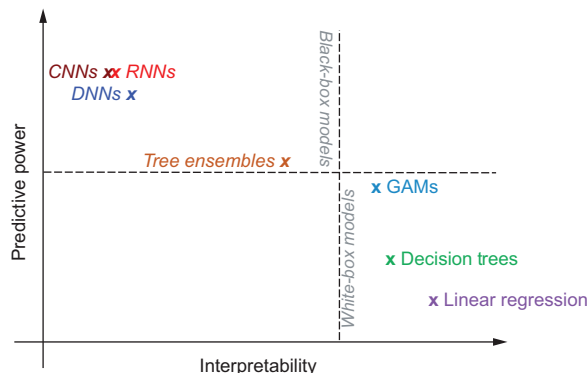 Predictive power
CNNs xx RNNs
DNNs x
Tree ensembles x
Black-box models
White-box models
x GAMs
x Decision trees
x Linear regression
Interpretability